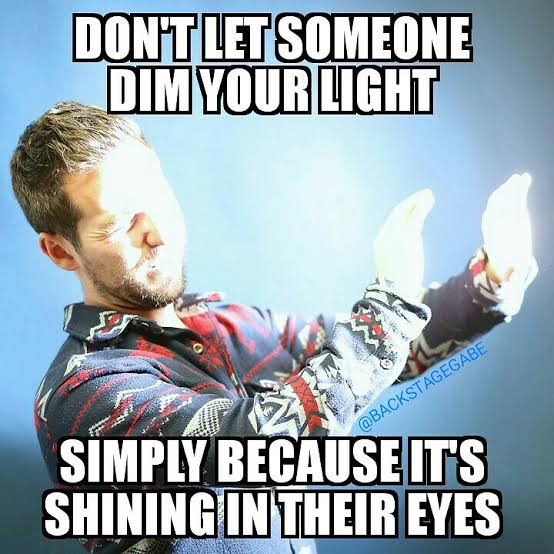 DON'T LET SOMEONE
DIM YOUR LIGHT
@BACKSTAGEGABE
SIMPLY BECAUSE IT'S
SHINING IN THEIR EYES